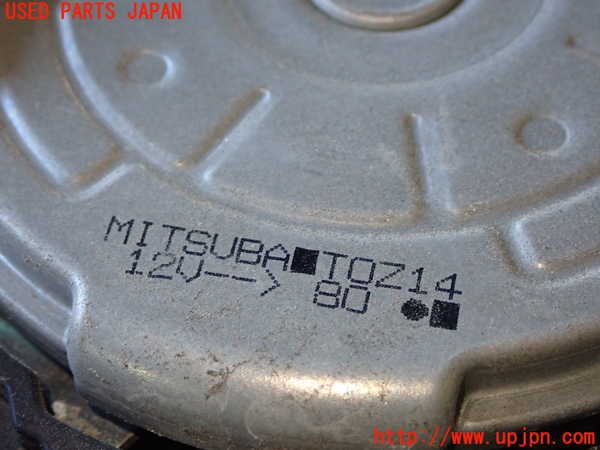 USED PARTS JAPAN
MITSUBA■TOZ14
12V--> 80 ●■
http://www.upjpn.com/